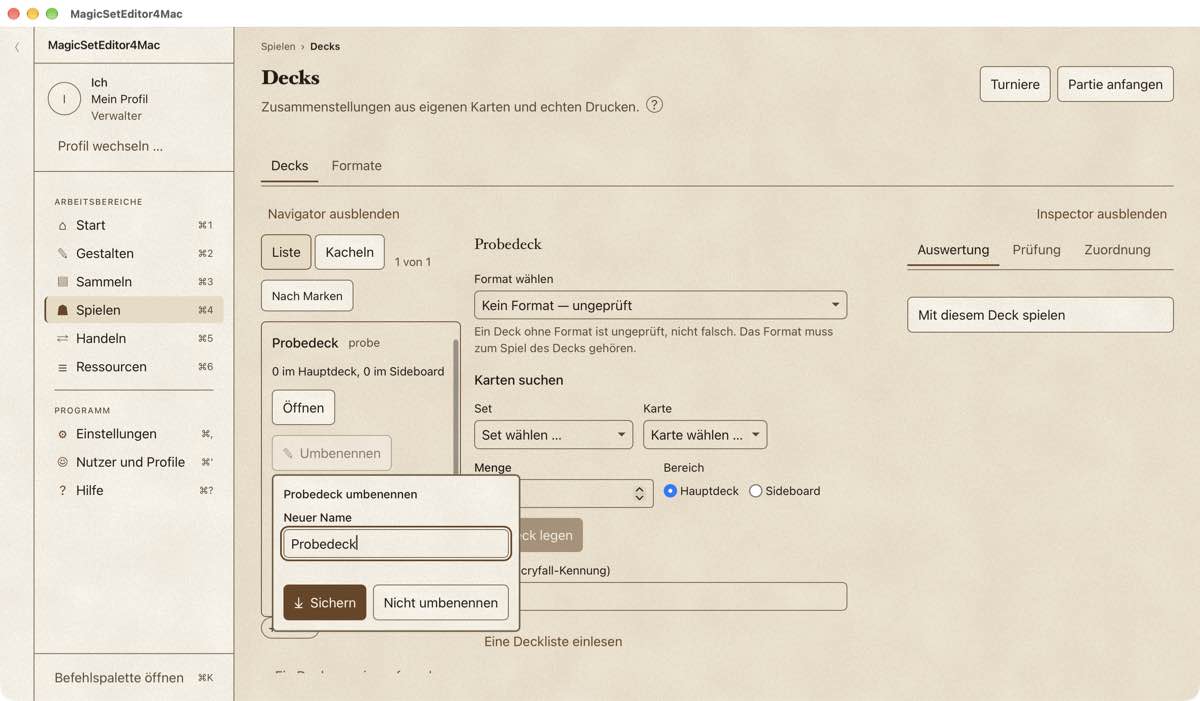 MagicSetEditor4Mac
MagicSetEditor4Mac
I
Ich
Mein Profil
Verwalter
Profil wechseln ...
ARBEITSBEREICHE
Start ⌘1
Gestalten ⌘2
Sammeln ⌘3
Spielen ⌘4
Handeln ⌘5
Ressourcen ⌘6
PROGRAMM
Einstellungen ⌘,
Nutzer und Profile ⌘'
? Hilfe ⌘?
Befehlspalette öffnen ⌘K
Spielen › Decks
Decks
Zusammenstellungen aus eigenen Karten und echten Drucken. ?
Turniere
Partie anfangen
Decks
Formate
Navigator ausblenden
Inspector ausblenden
Liste
Kacheln
1 von 1
Nach Marken
Probedeck probe
0 im Hauptdeck, 0 im Sideboard
Öffnen
Umbenennen
Probedeck umbenennen
Neuer Name
Probedeck
Sichern
Nicht umbenennen
Probedeck
Format wählen
Kein Format — ungeprüft
Ein Deck ohne Format ist ungeprüft, nicht falsch. Das Format muss
zum Spiel des Decks gehören.
Karten suchen
Set
Karte
Set wählen ...
Karte wählen ...
Menge
Bereich
Hauptdeck
Sideboard
legen
cryfall-Kennung)
Eine Deckliste einlesen
Auswertung
Prüfung
Zuordnung
Mit diesem Deck spielen